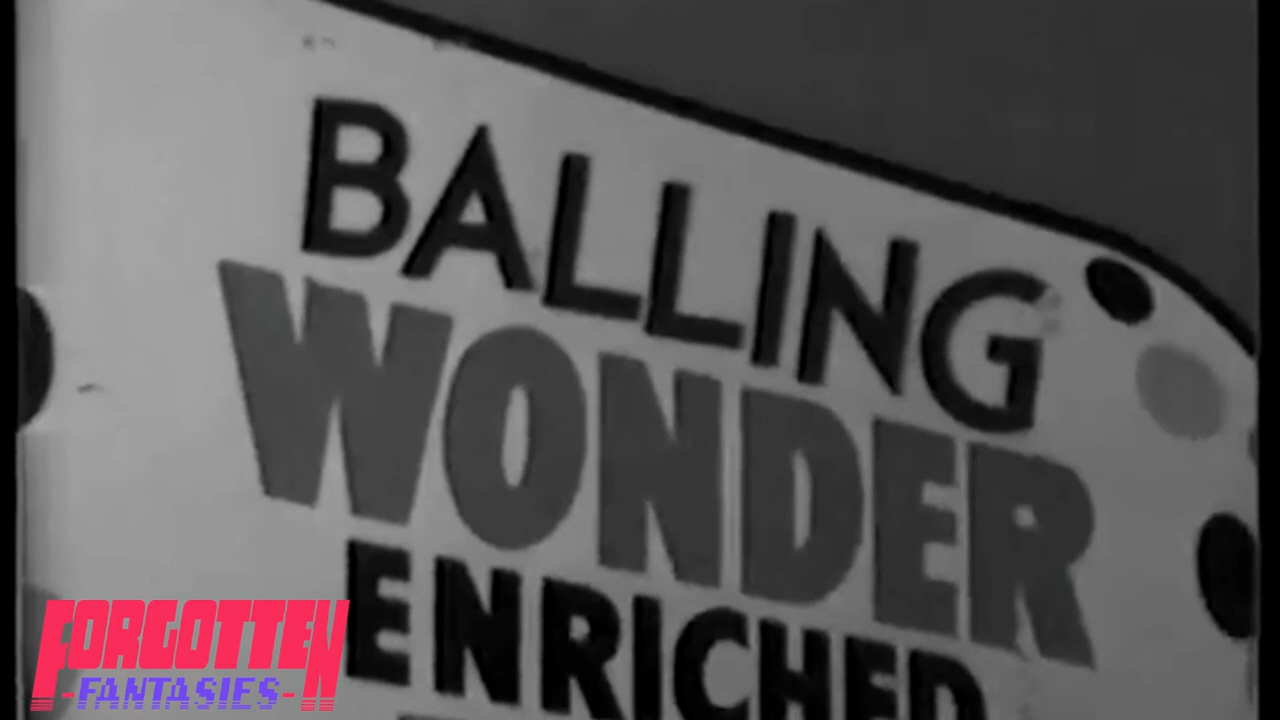 BALLING
WONDER
ENRICHED
FORGOTTEN
-FANTASIES-